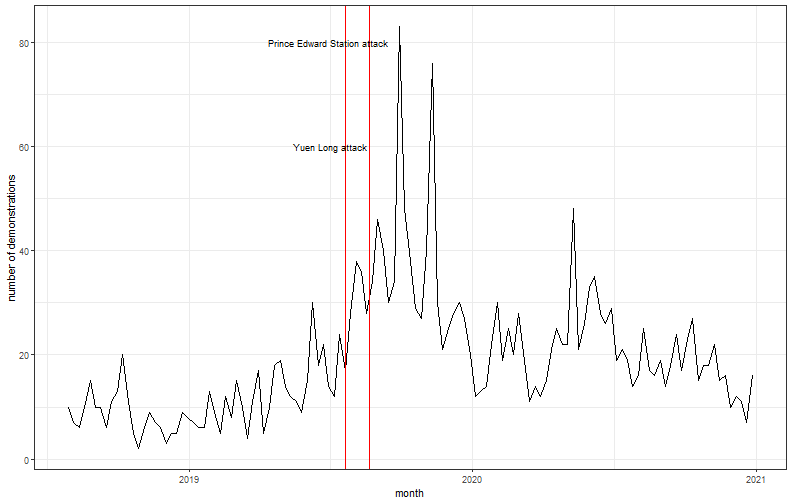 80
60
40
20
0
number of demonstrations
Prince Edward Station attack
Yuen Long attack
2019
2020
2021
month